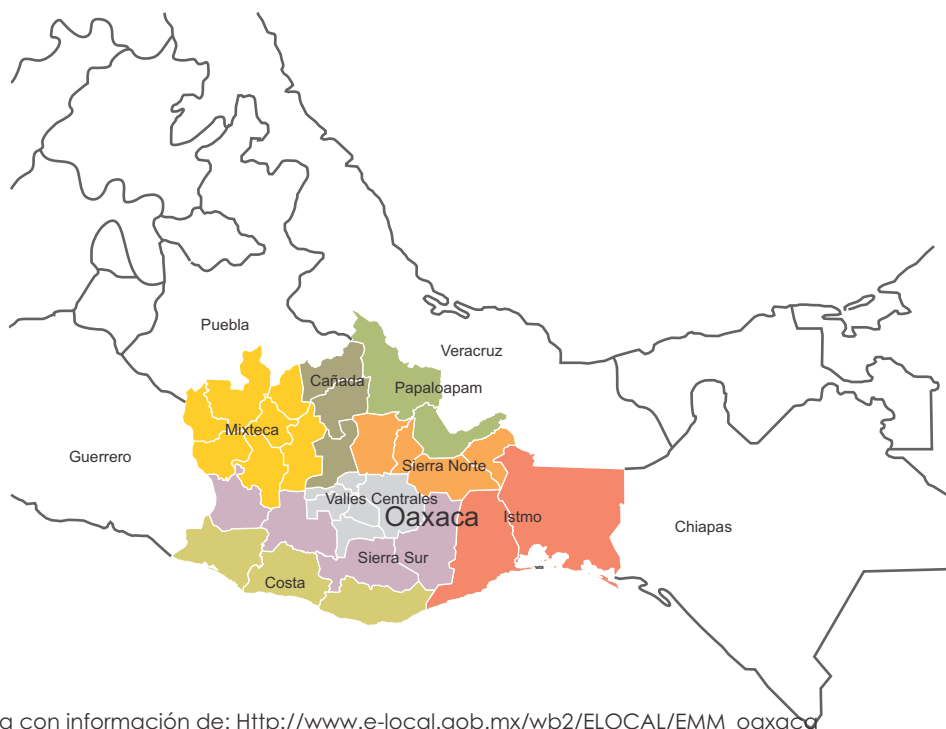 Puebla
Veracruz
Cañada
Papaloapam
Mixteca
Guerrero
Sierra Norte
Valles Centrales
Oaxaca
Istmo
Chiapas
Sierra Sur
Costa
a con información de: Http://www.e-local.gob.mx/wb2/ELOCAL/EMM_oaxaca